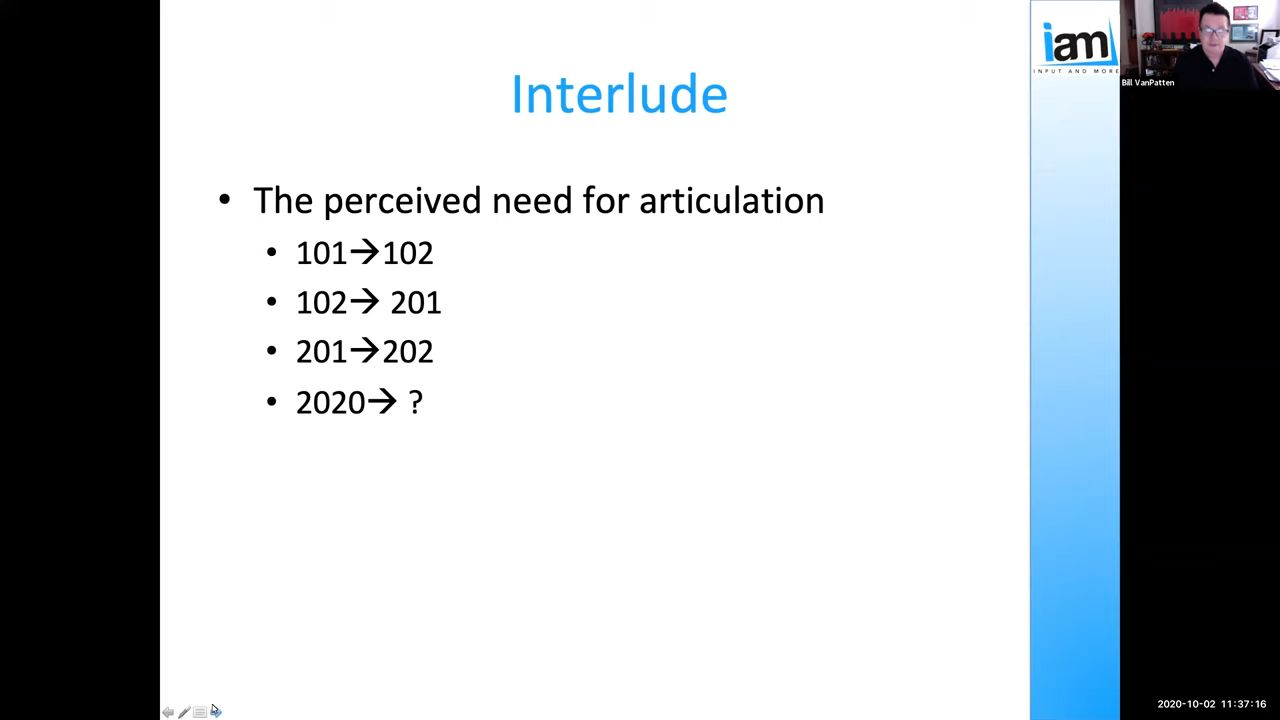 Interlude
• The perceived need for articulation
• 101→102
• 102→ 201
• 201→202
• 2020→ ?
iam
INPUT AND MORE
Bill VanPatten
2020-10-02 11:37:16